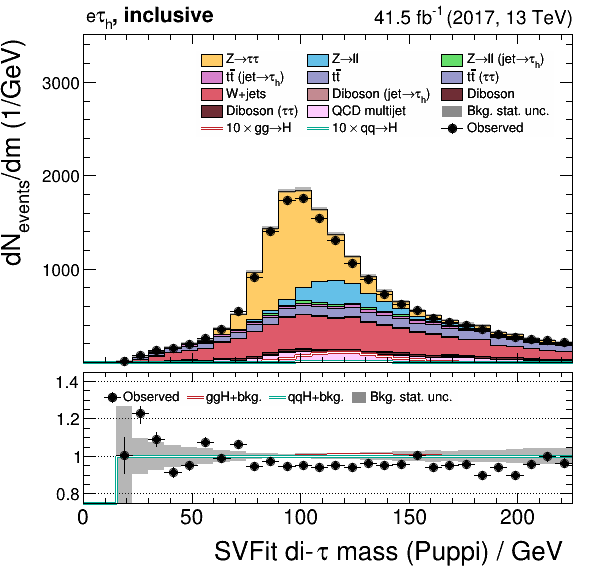 eτh, inclusive 41.5 fb⁻¹ (2017, 13 TeV)
dNevents/dm (1/GeV)
3000
2000
1000
Z→ττ Z→ll Z→ll (jet→τh)
tt̄ (jet→τh) tt̄ tt̄ (ττ)
W+jets Diboson (jet→τh) Diboson
Diboson (ττ) QCD multijet Bkg. stat. unc.
10 × gg→H 10 × qq→H Observed
1.4
1.2
1
0.8
Observed ggH+bkg. qqH+bkg. Bkg. stat. unc.
0 50 100 150 200
SVFit di-τ mass (Puppi) / GeV